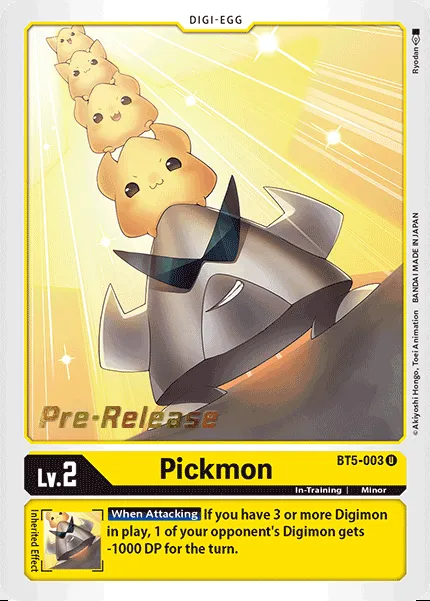 DIGI-EGG
Ryodan
©Akiyoshi Hongo, Toei Animation BANDAI MADE IN JAPAN
Pre-Release
Lv.2
Pickmon
BT5-003 U
In-Training | Minor
Inherited Effect
When Attacking If you have 3 or more Digimon
in play, 1 of your opponent's Digimon gets
-1000 DP for the turn.